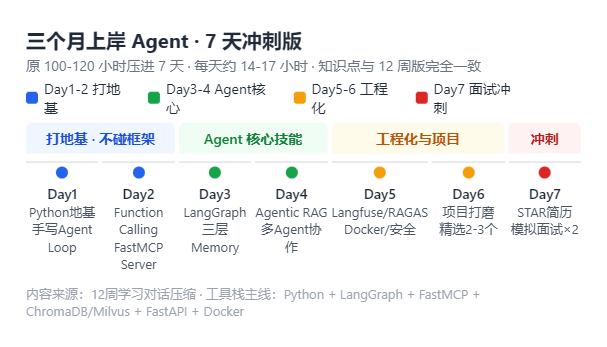 三个月上岸 Agent · 7 天冲刺版
原 100-120 小时压进 7 天 · 每天约 14-17 小时 · 知识点与 12 周版完全一致
Day1-2 打地基
Day3-4 Agent核心
Day5-6 工程化
Day7 面试冲刺
打地基 · 不碰框架
Agent 核心技能
工程化与项目
冲刺
Day1
Python地基
手写Agent
Loop
Day2
Function
Calling
FastMCP
Server
Day3
LangGraph
三层
Memory
Day4
Agentic RAG
多Agent协
作
Day5
Langfuse/RAGAS
Docker/安全
Day6
项目打磨
精选2-3个
Day7
STAR简历
模拟面试×2
内容来源：12周学习对话压缩 · 工具栈主线：Python + LangGraph + FastMCP +
ChromaDB/Milvus + FastAPI + Docker